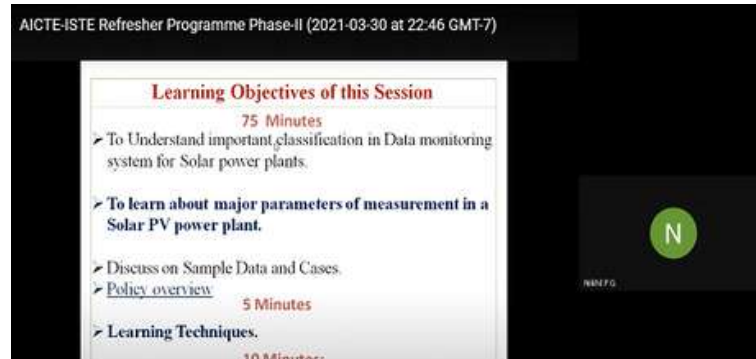 AICTE-ISTE Refresher Programme Phase-II (2021-03-30 at 22:46 GMT-7)
Learning Objectives of this Session
75 Minutes
➢ To Understand important classification in Data monitoring
system for Solar power plants.
➢ To learn about major parameters of measurement in a
Solar PV power plant.
➢ Discuss on Sample Data and Cases.
➢ Policy overview
5 Minutes
➢ Learning Techniques.
10 Minutes
N